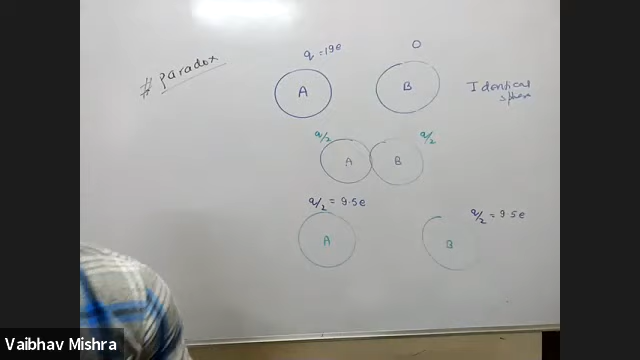 # Paradox
q = 19e
0
A
B
Identical
sphere
q/2
q/2
A
B
q/2 = 9.5e
q/2 = 9.5e
A
B
Vaibhav Mishra